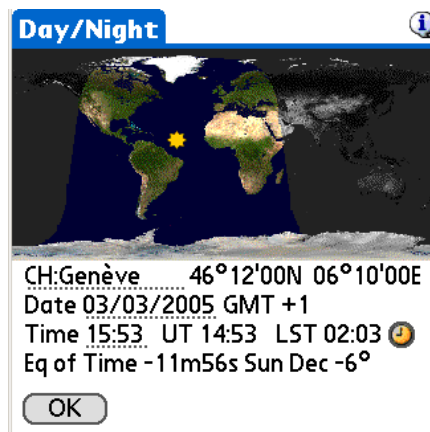 Day/Night
CH:Genève 46°12'00N 06°10'00E
Date 03/03/2005 GMT +1
Time 15:53 UT 14:53 LST 02:03
Eq of Time -11m56s Sun Dec -6°
OK